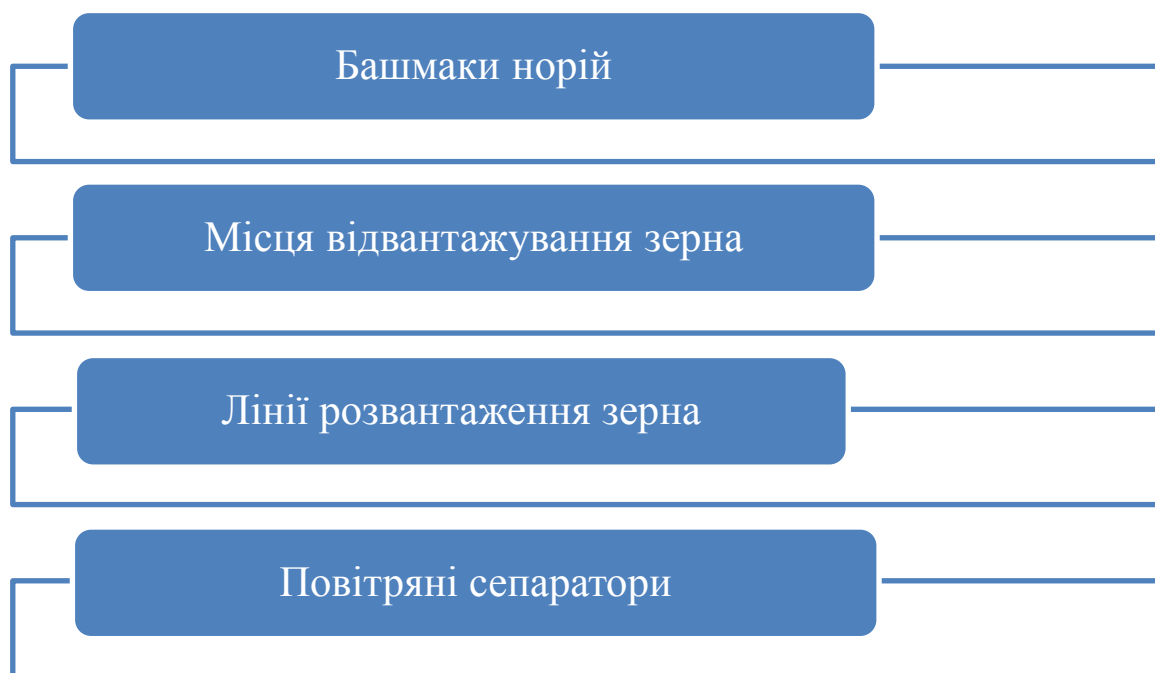 Башмаки норій
Місця відвантажування зерна
Лінії розвантаження зерна
Повітряні сепаратори